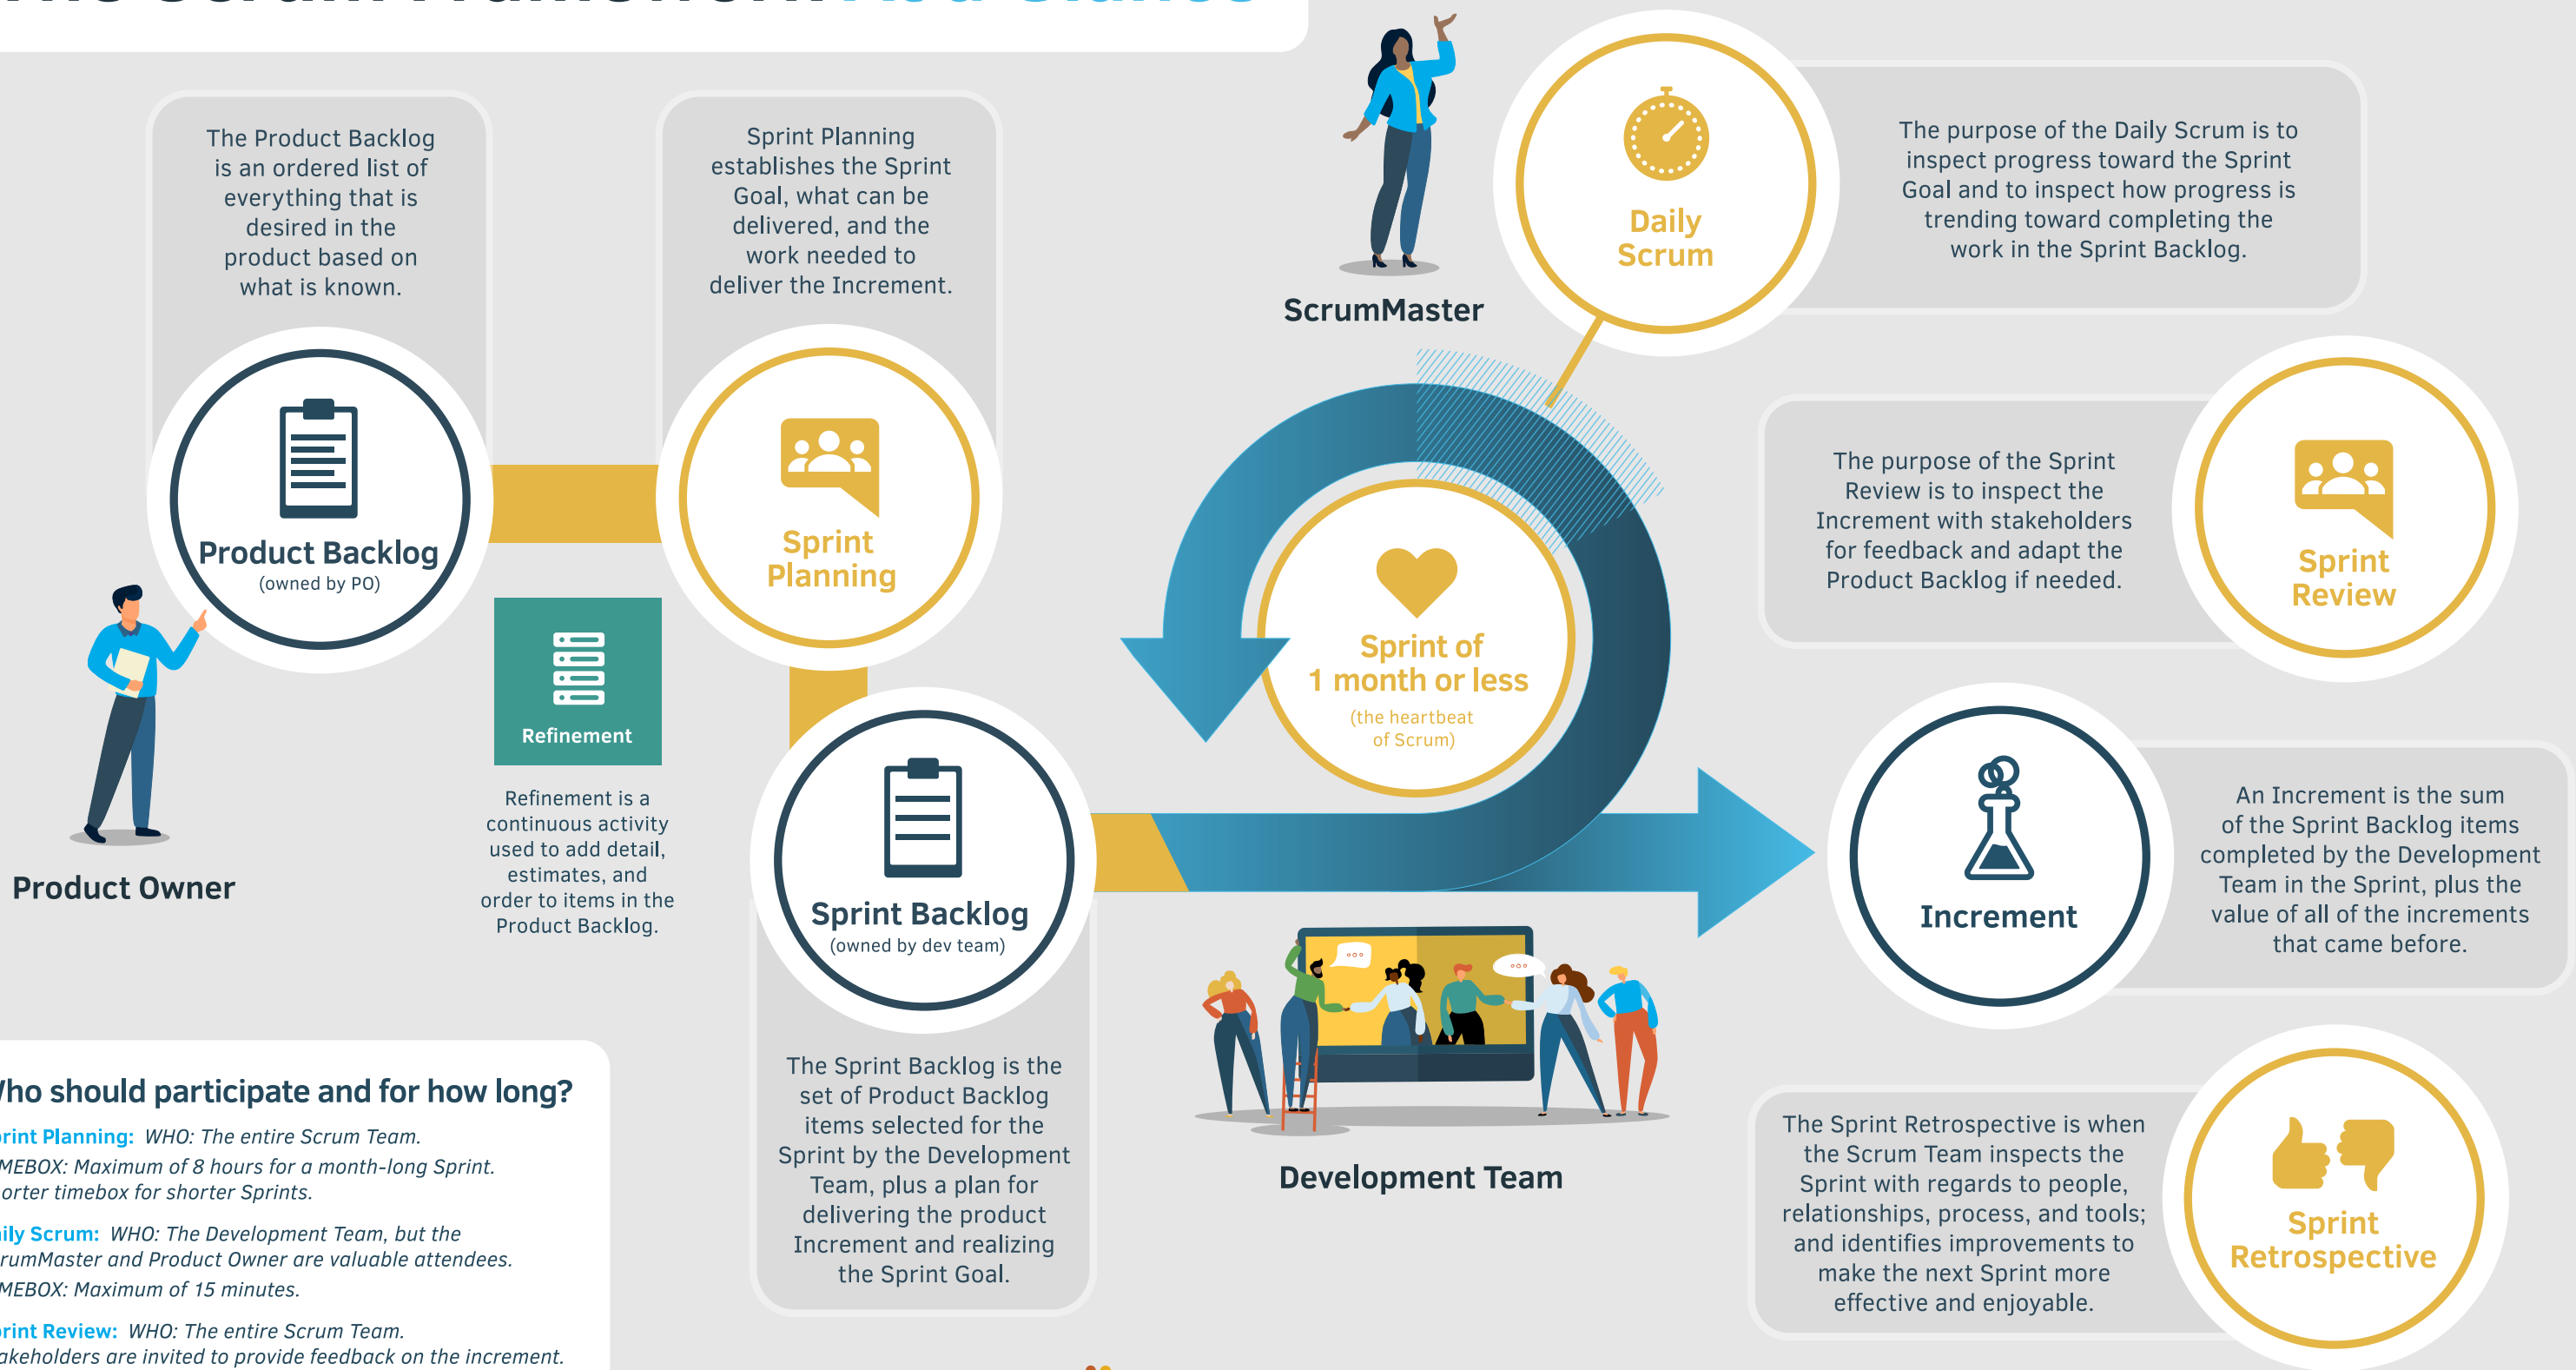 The Product Backlog
is an ordered list of
everything that is
desired in the
product based on
what is known.
Product Backlog
(owned by PO)
Product Owner
Sprint Planning
establishes the Sprint
Goal, what can be
delivered, and the
work needed to
deliver the Increment.
Sprint
Planning
Refinement
Refinement is a
continuous activity
used to add detail,
estimates, and
order to items in the
Product Backlog.
Sprint Backlog
(owned by dev team)
The Sprint Backlog is the
set of Product Backlog
items selected for the
Sprint by the Development
Team, plus a plan for
delivering the product
Increment and realizing
the Sprint Goal.
ScrumMaster
Daily
Scrum
The purpose of the Daily Scrum is to
inspect progress toward the Sprint
Goal and to inspect how progress is
trending toward completing the
work in the Sprint Backlog.
Sprint of
1 month or less
(the heartbeat
of Scrum)
Development Team
The purpose of the Sprint
Review is to inspect the
Increment with stakeholders
for feedback and adapt the
Product Backlog if needed.
Sprint
Review
Increment
An Increment is the sum
of the Sprint Backlog items
completed by the Development
Team in the Sprint, plus the
value of all of the increments
that came before.
The Sprint Retrospective is when
the Scrum Team inspects the
Sprint with regards to people,
relationships, process, and tools;
and identifies improvements to
make the next Sprint more
effective and enjoyable.
Sprint
Retrospective
Who should participate and for how long?
Planning: WHO: The entire Scrum Team.
Maximum of 8 hours for a month-long Sprint.
timebox for shorter Sprints.
Scrum: WHO: The Development Team, but the
and Product Owner are valuable attendees.
Maximum of 15 minutes.
Review: WHO: The entire Scrum Team.
are invited to provide feedback on the increment.